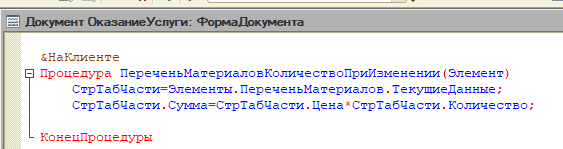 Документ ОказаниеУслуги: ФормаДокумента
&НаКлиенте
Процедура ПереченьМатериаловКоличествоПриИзменении(Элемент)
СтрТабЧасти=Элементы.ПереченьМатериалов.ТекущиеДанные;
СтрТабЧасти.Сумма=СтрТабЧасти.Цена*СтрТабЧасти.Количество;
КонецПроцедуры